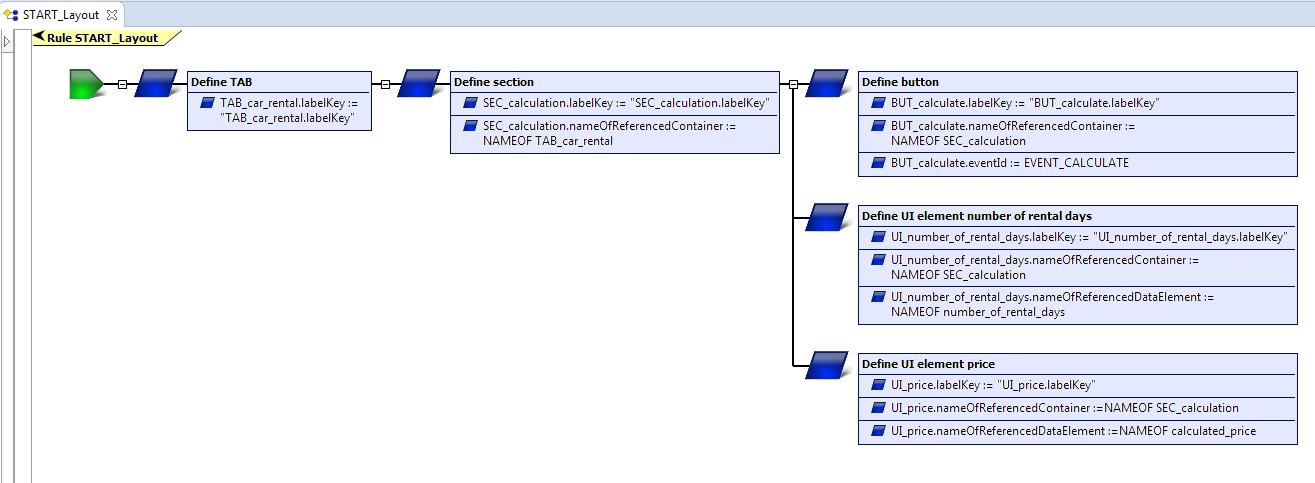 START_Layout
Rule START_Layout
Define TAB
TAB_car_rental.labelKey :=
"TAB_car_rental.labelKey"
Define section
SEC_calculation.labelKey := "SEC_calculation.labelKey"
SEC_calculation.nameOfReferencedContainer :=
NAMEOF TAB_car_rental
Define button
BUT_calculate.labelKey := "BUT_calculate.labelKey"
BUT_calculate.nameOfReferencedContainer :=
NAMEOF SEC_calculation
BUT_calculate.eventId := EVENT_CALCULATE
Define UI element number of rental days
UI_number_of_rental_days.labelKey := "UI_number_of_rental_days.labelKey"
UI_number_of_rental_days.nameOfReferencedContainer :=
NAMEOF SEC_calculation
UI_number_of_rental_days.nameOfReferencedDataElement :=
NAMEOF number_of_rental_days
Define UI element price
UI_price.labelKey := "UI_price.labelKey"
UI_price.nameOfReferencedContainer :=NAMEOF SEC_calculation
UI_price.nameOfReferencedDataElement :=NAMEOF calculated_price